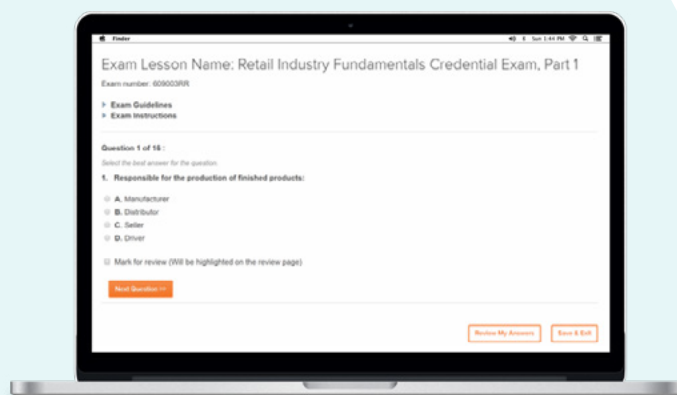 Finder
Sun 1:44 PM
Exam Lesson Name: Retail Industry Fundamentals Credential Exam, Part 1
Exam number: 609003RR
Exam Guidelines
Exam Instructions
Question 1 of 16 :
Select the best answer for the question.
1. Responsible for the production of finished products:
A. Manufacturer
B. Distributor
C. Seller
D. Driver
Mark for review (Will be highlighted on the review page)
Next Question >>
Review My Answers Save & Exit